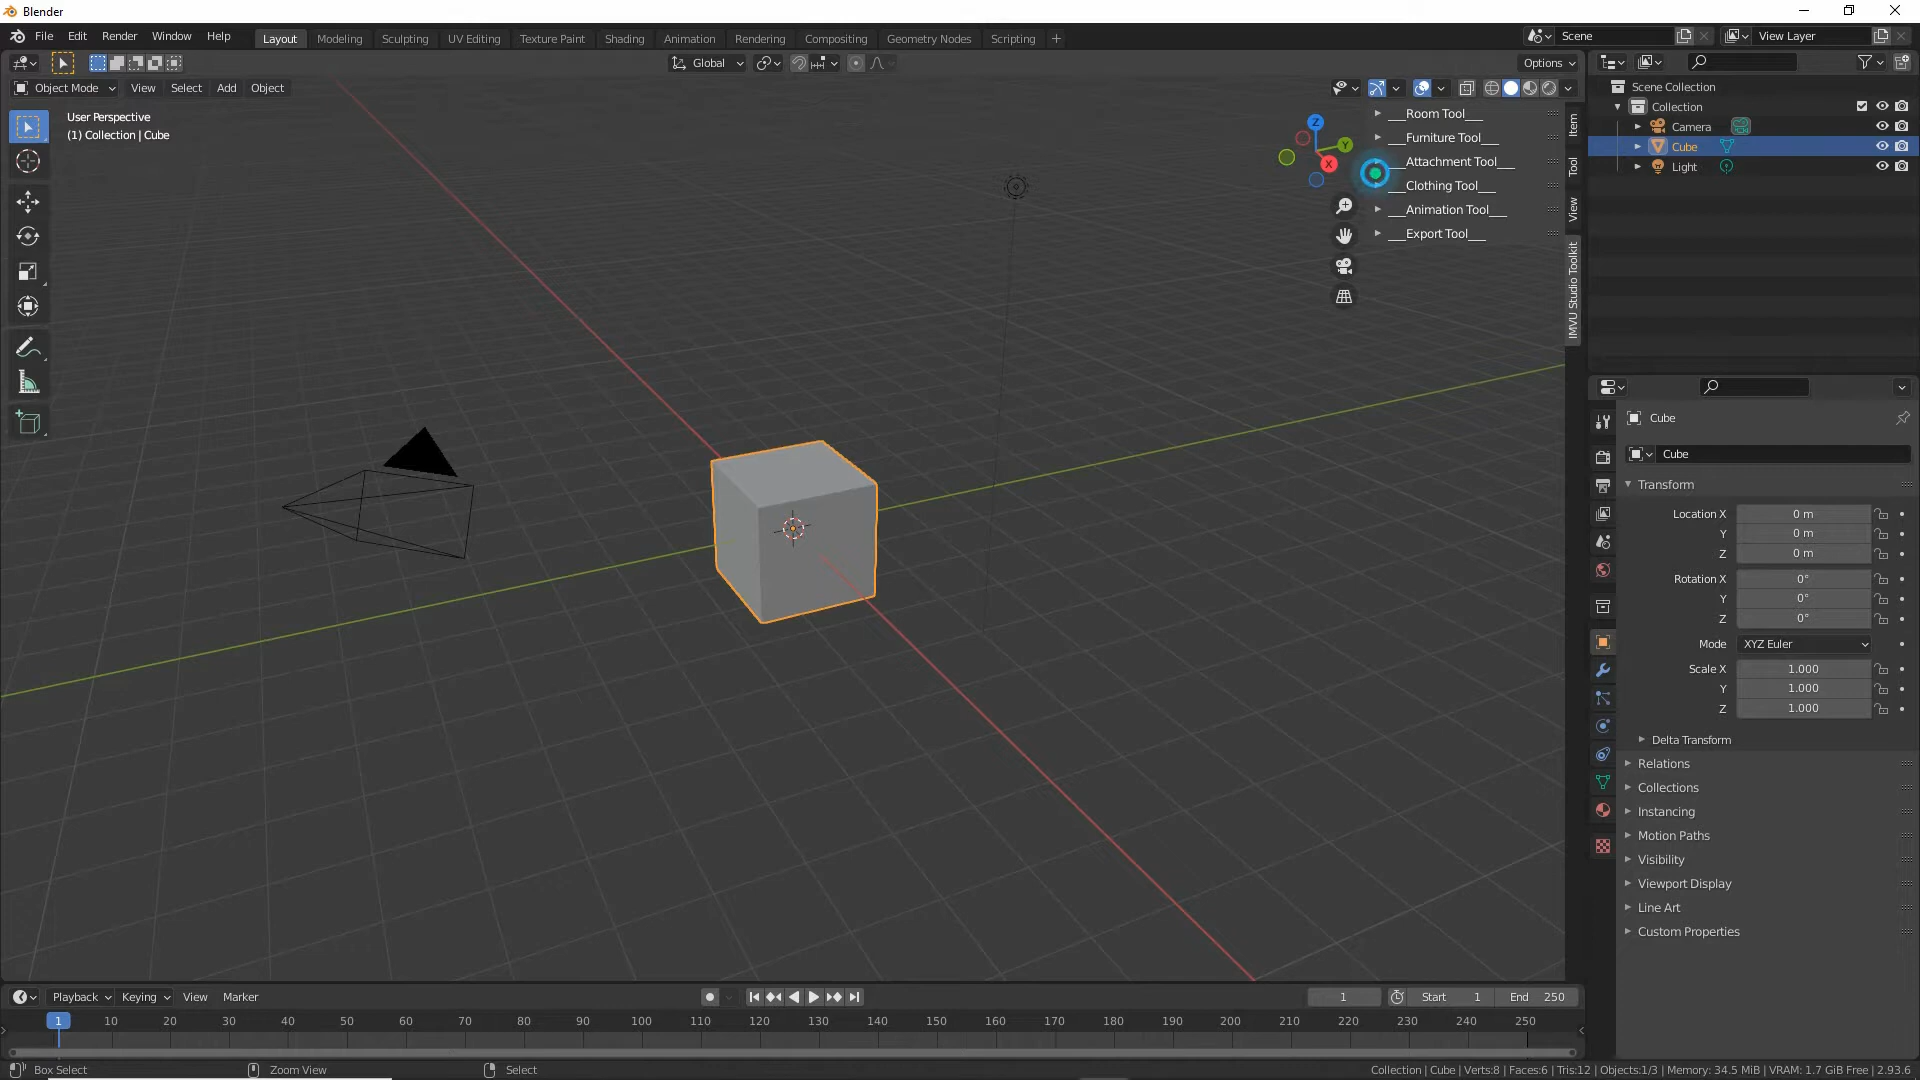 Blender
File Edit Render Window Help
Layout Modeling Sculpting UV Editing Texture Paint Shading Animation Rendering Compositing Geometry Nodes Scripting +
Scene
View Layer
Global
Options
Object Mode View Select Add Object
User Perspective
(1) Collection | Cube
Z
Y
X
___Room Tool___
___Furniture Tool___
___Attachment Tool___
___Clothing Tool___
___Animation Tool___
___Export Tool___
Item
Tool
View
IMVU Studio Toolkit
Scene Collection
Collection
Camera
Cube
Light
Cube
Cube
Transform
Location X 0 m
Y 0 m
Z 0 m
Rotation X 0°
Y 0°
Z 0°
Mode XYZ Euler
Scale X 1.000
Y 1.000
Z 1.000
Delta Transform
Relations
Collections
Instancing
Motion Paths
Visibility
Viewport Display
Line Art
Custom Properties
Playback Keying View Marker
1 Start 1 End 250
1 10 20 30 40 50 60 70 80 90 100 110 120 130 140 150 160 170 180 190 200 210 220 230 240 250
Box Select Zoom View Select
Collection | Cube | Verts:8 | Faces:6 | Tris:12 | Objects:1/3 | Memory: 34.5 MiB | VRAM: 1.7 GiB Free | 2.93.6